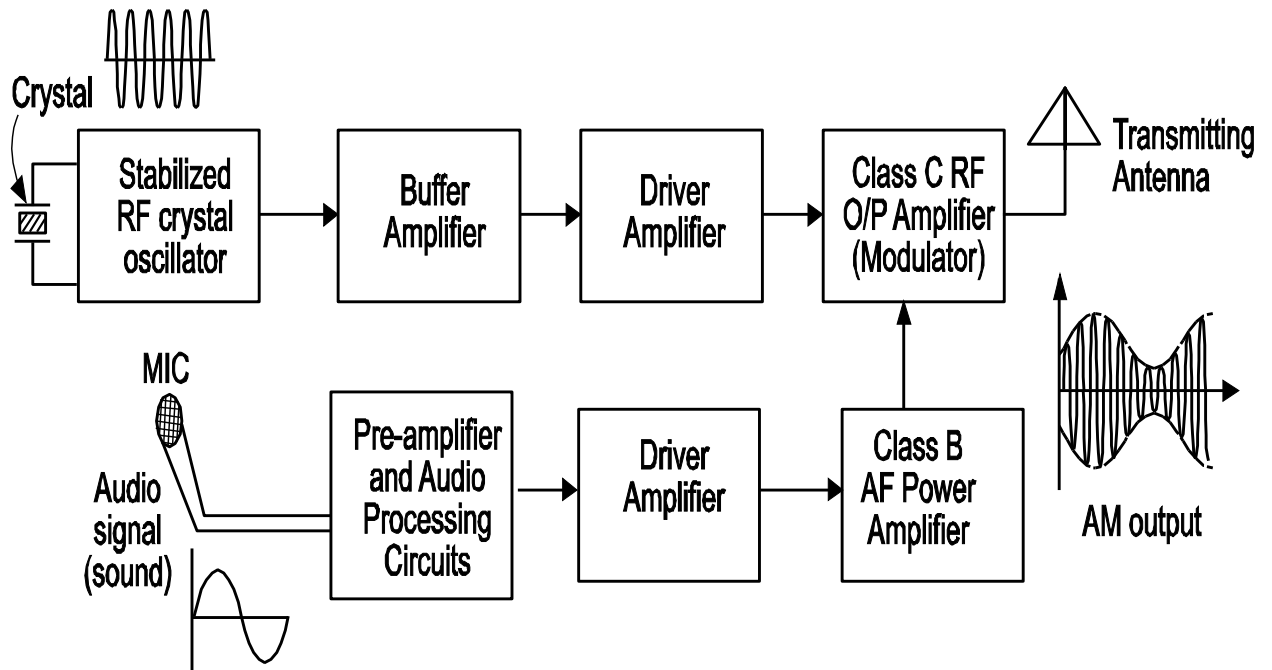 Crystal
Stabilized
RF crystal
oscillator
Buffer
Amplifier
Driver
Amplifier
Class C RF
O/P Amplifier
(Modulator)
Transmitting
Antenna
MIC
Audio
signal
(sound)
Pre-amplifier
and Audio
Processing
Circuits
Driver
Amplifier
Class B
AF Power
Amplifier
AM output